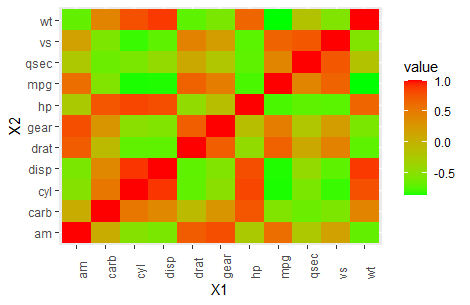 wt
vs
qsec
mpg
hp
gear
drat
disp
cyl
carb
am
X2
am
carb
cyl
disp
drat
gear
hp
mpg
qsec
vs
wt
X1
value
1.0
0.5
0.0
-0.5